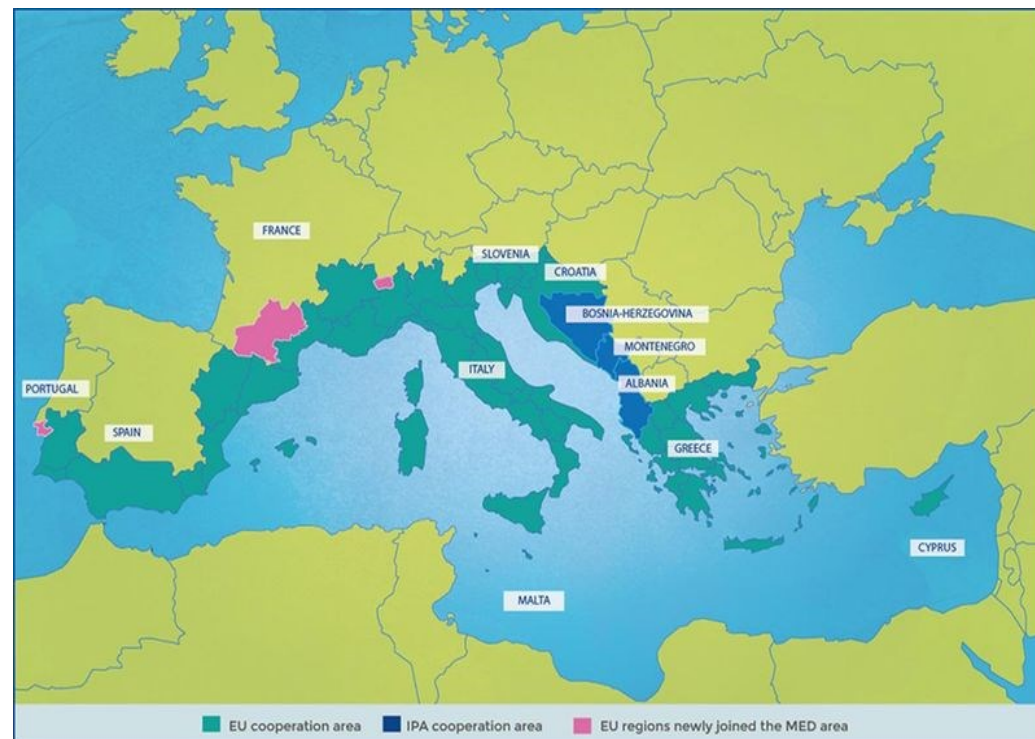 FRANCE
SLOVENIA
CROATIA
BOSNIA-HERZEGOVINA
MONTENEGRO
ITALY
ALBANIA
PORTUGAL
SPAIN
GREECE
CYPRUS
MALTA
EU cooperation area
IPA cooperation area
EU regions newly joined the MED area